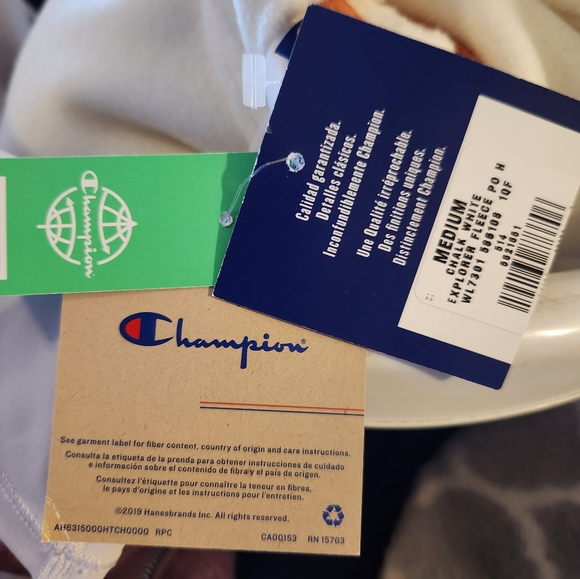 Calidad garantizada.
Detalles clásicos.
Inconfundiblemente Champion.
Une Qualité irréprochable.
Des finitions uniques.
Distinctement Champion.
MEDIUM
CHALK WHITE
EXPLORER FLEECE PO H
WL7301 586108 1QF
Champion
Champion
See garment label for fiber content, country of origin and care instructions.
Consulta la etiqueta de la prenda para obtener instrucciones de cuidado
e información sobre el contenido de fibra y el país de origen.
Consultez l'étiquette pour connaître la teneur en fibres,
le pays d'origine et les instructions pour l'entretien.
©2019 Hanesbrands Inc. All rights reserved.
AH6315000HTCH0000 RPC
CA00153 RN 15763